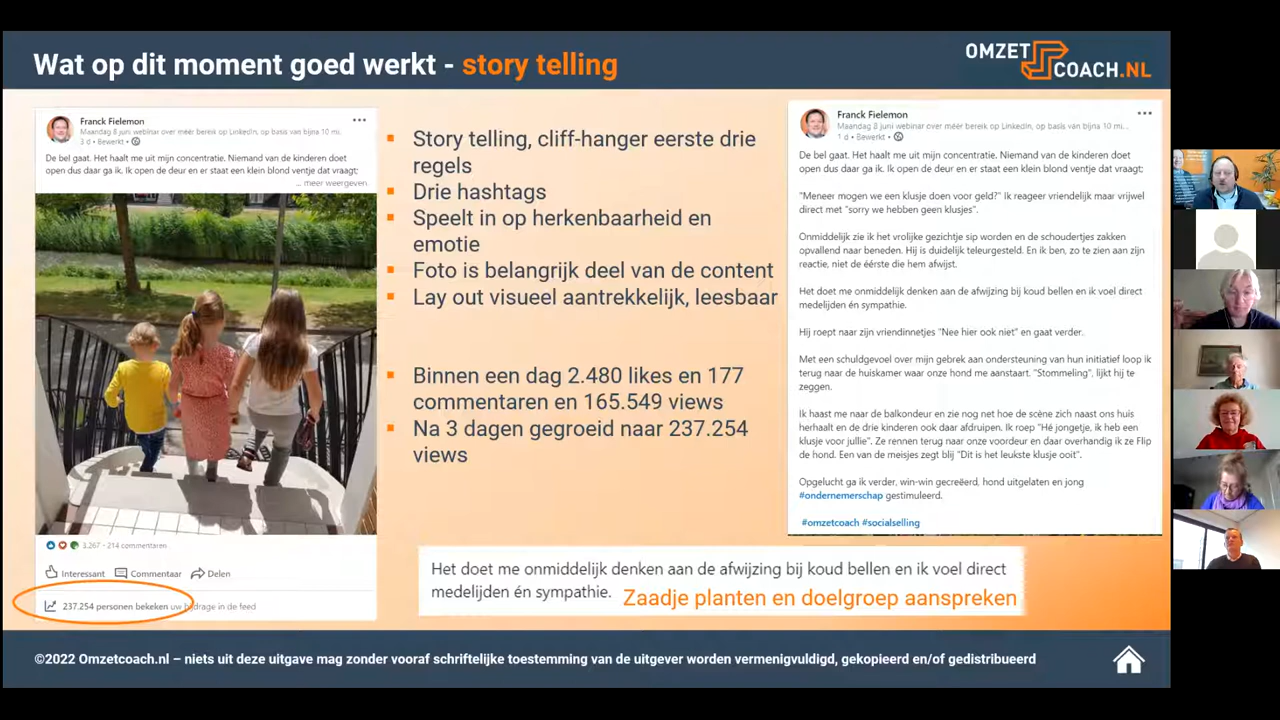 Wat op dit moment goed werkt - story telling
OMZET
COACH.NL
Franck Fielemon
Maandag 8 juni webinar over méér bereik op LinkedIn, op basis van bijna 10 mi.
3 d • Bewerkt •
De bel gaat. Het haalt me uit mijn concentratie. Niemand van de kinderen doet
open dus daar ga ik. Ik open de deur en er staat een klein blond ventje dat vraagt:
... meer weergeven
3.267 · 214 commentaren
Interessant Commentaar Delen
237.254 personen bekeken uw bijdrage in de feed
Story telling, cliff-hanger eerste drie
regels
Drie hashtags
Speelt in op herkenbaarheid en
emotie
Foto is belangrijk deel van de content
Lay out visueel aantrekkelijk, leesbaar
Binnen een dag 2.480 likes en 177
commentaren en 165.549 views
Na 3 dagen gegroeid naar 237.254
views
Franck Fielemon
Maandag 8 juni webinar over méér bereik op LinkedIn, op basis van bijna 10 mi...
1 d • Bewerkt •
De bel gaat. Het haalt me uit mijn concentratie. Niemand van de kinderen doet
open dus daar ga ik. Ik open de deur en er staat een klein blond ventje dat vraagt:
"Meneer mogen we een klusje doen voor geld?" Ik reageer vriendelijk maar vrijwel
direct met "sorry we hebben geen klusjes".
Onmiddelijk zie ik het vrolijke gezichtje sip worden en de schoudertjes zakken
opvallend naar beneden. Hij is duidelijk teleurgesteld. En ik ben, zo te zien aan zijn
reactie, niet de éérste die hem afwijst.
Het doet me onmiddelijk denken aan de afwijzing bij koud bellen en ik voel direct
medelijden én sympathie.
Hij roept naar zijn vriendinnetjes "Nee hier ook niet" en gaat verder.
Met een schuldgevoel over mijn gebrek aan ondersteuning van hun initiatief loop ik
terug naar de huiskamer waar onze hond me aanstaart. "Stommeling", lijkt hij te
zeggen.
Ik haast me naar de balkondeur en zie nog net hoe de scène zich naast ons huis
herhaalt en de drie kinderen ook daar afdruipen. Ik roep "Hé jongetje, ik heb een
klusje voor jullie". Ze rennen terug naar onze voordeur en daar overhandig ik ze Flip
de hond. Een van de meisjes zegt blij "Dit is het leukste klusje ooit".
Opgelucht ga ik verder, win-win gecreëerd, hond uitgelaten en jong
#ondernemerschap gestimuleerd.
#omzetcoach #socialselling
Het doet me onmiddelijk denken aan de afwijzing bij koud bellen en ik voel direct
medelijden én sympathie. Zaadje planten en doelgroep aanspreken
©2022 Omzetcoach.nl – niets uit deze uitgave mag zonder vooraf schriftelijke toestemming van de uitgever worden vermenigvuldigd, gekopieerd en/of gedistribueerd